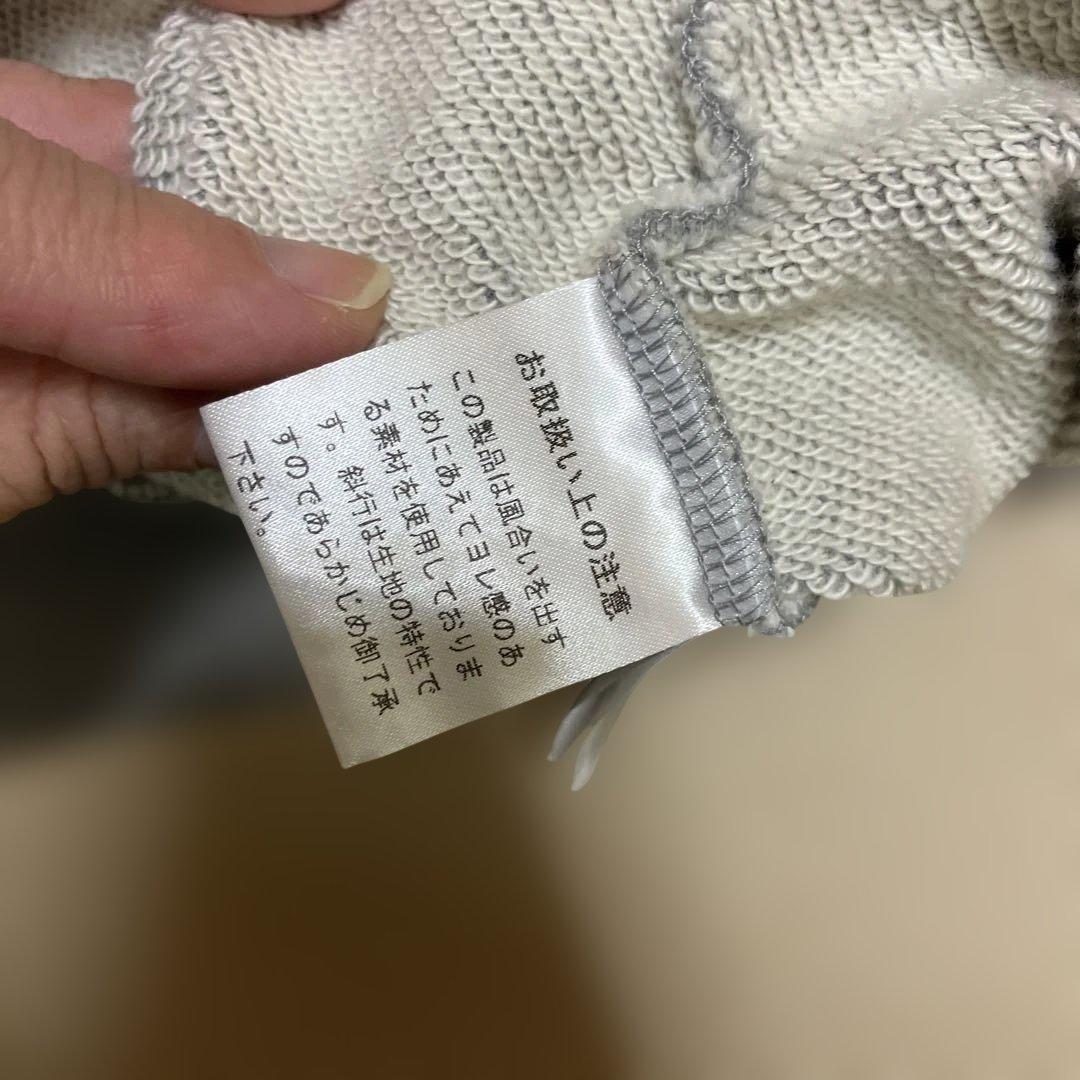 お取扱い上の注意
この製品は風合いを出す
ためにあえてヨレ感のあ
る素材を使用しておりま
す。斜行は生地の特性で
すのであらかじめ御了承
下さい。